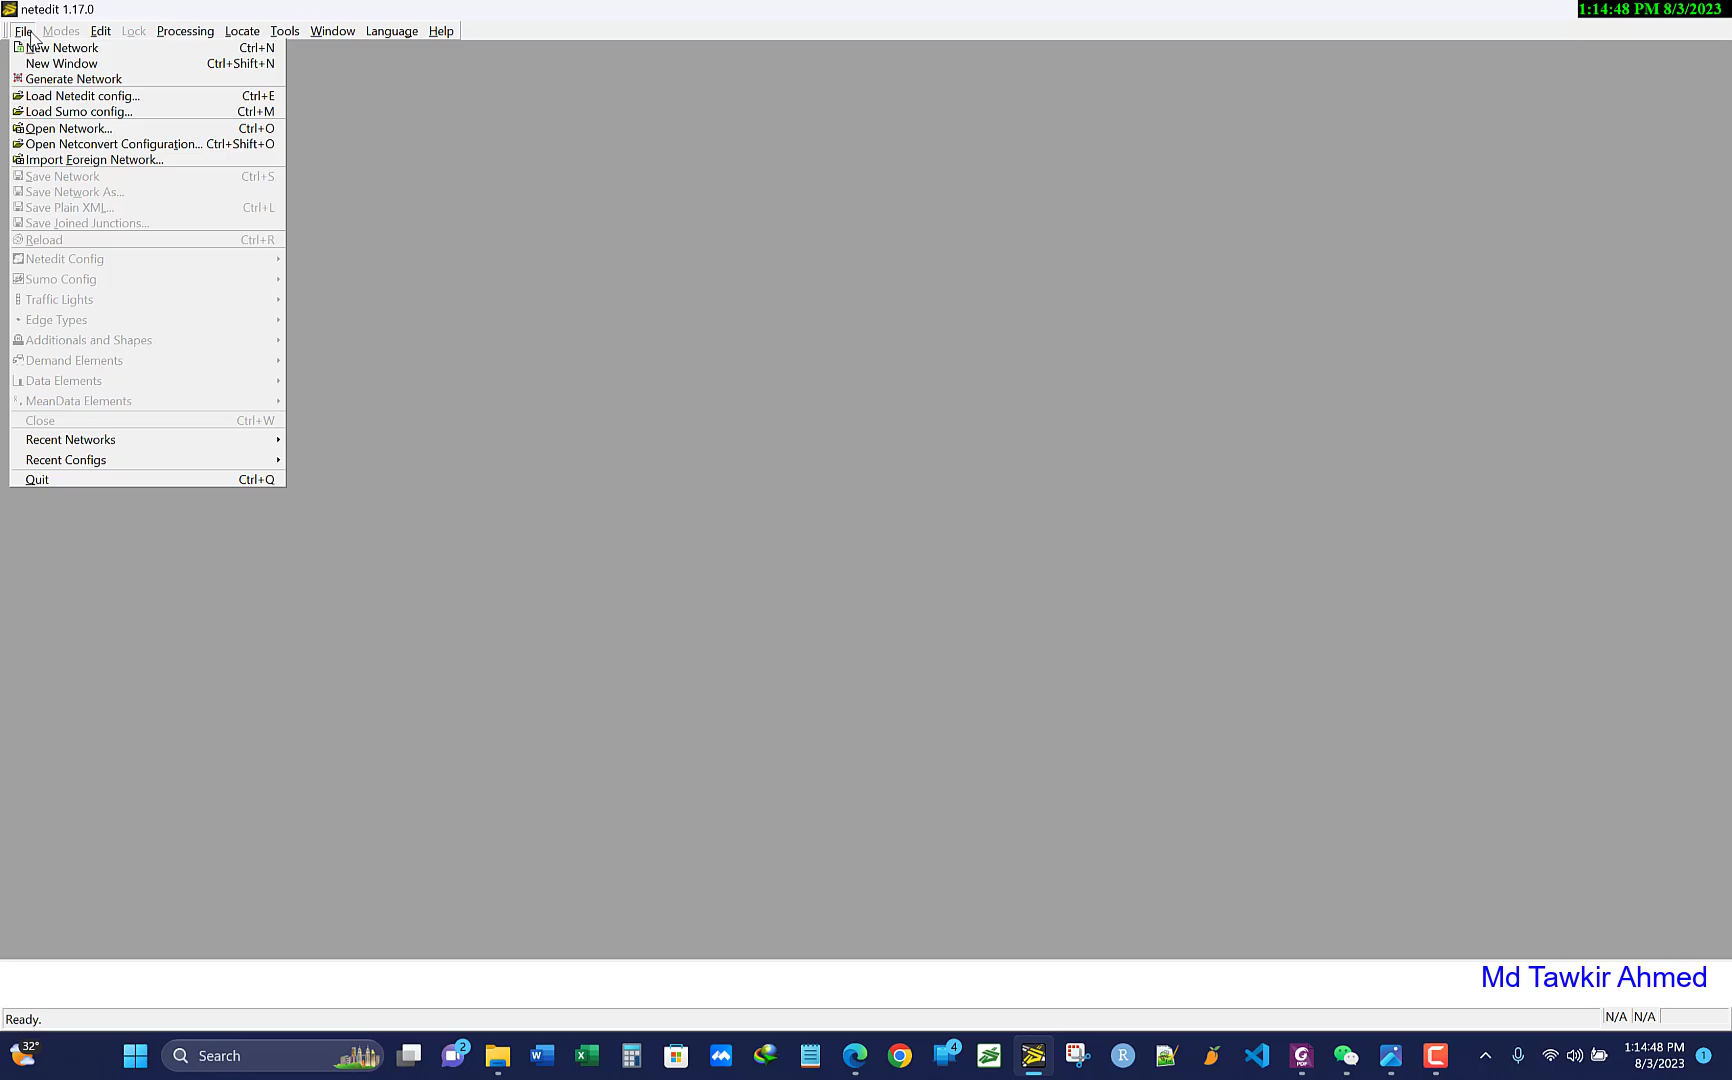 netedit 1.17.0
1:14:48 PM 8/3/2023
File Modes Edit Lock Processing Locate Tools Window Language Help
New Network Ctrl+N
New Window Ctrl+Shift+N
Generate Network
Load Netedit config... Ctrl+E
Load Sumo config... Ctrl+M
Open Network... Ctrl+O
Open Netconvert Configuration... Ctrl+Shift+O
Import Foreign Network...
Save Network Ctrl+S
Save Network As...
Save Plain XML... Ctrl+L
Save Joined Junctions...
Reload Ctrl+R
Netedit Config
Sumo Config
Traffic Lights
Edge Types
Additionals and Shapes
Demand Elements
Data Elements
MeanData Elements
Close Ctrl+W
Recent Networks
Recent Configs
Quit Ctrl+Q
Md Tawkir Ahmed
Ready. N/A N/A
32°
Search
2
4
1:14:48 PM
8/3/2023
1